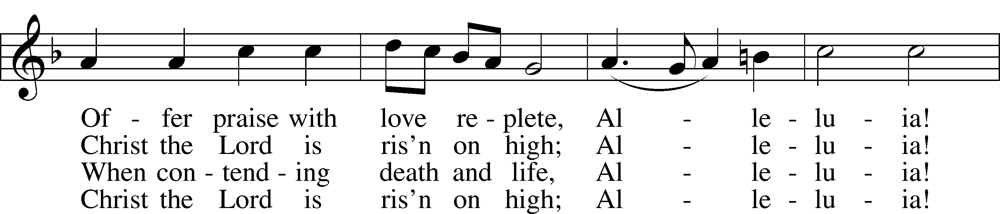 Of - fer praise with love re - plete, Al - le - lu - ia!
Christ the Lord is ris’n on high; Al - le - lu - ia!
When con - tend - ing death and life, Al - le - lu - ia!
Christ the Lord is ris’n on high; Al - le - lu - ia!